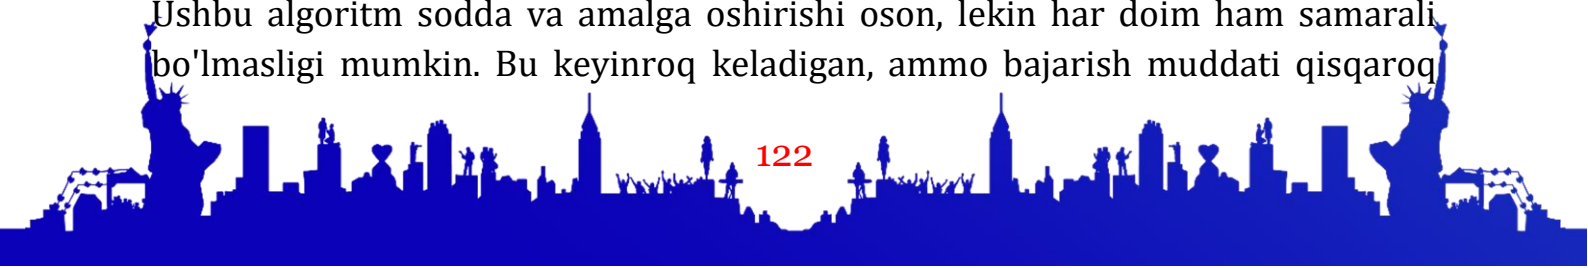 Ushbu algoritm sodda va amalga oshirishi oson, lekin har doim ham samarali
bo'lmasligi mumkin. Bu keyinroq keladigan, ammo bajarish muddati qisqaroq
122